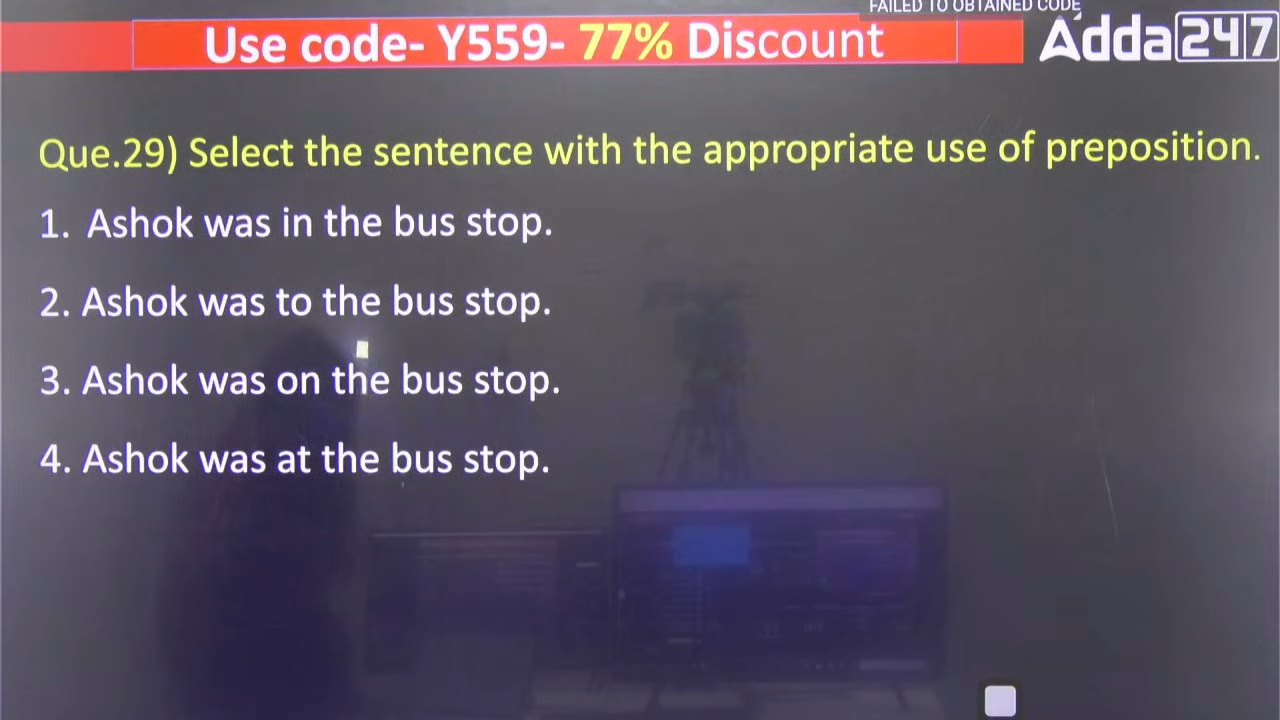 FAILED TO OBTAINED CODE
Use code- Y559- 77% Discount
Adda247
Que.29) Select the sentence with the appropriate use of preposition.
1. Ashok was in the bus stop.
2. Ashok was to the bus stop.
3. Ashok was on the bus stop.
4. Ashok was at the bus stop.